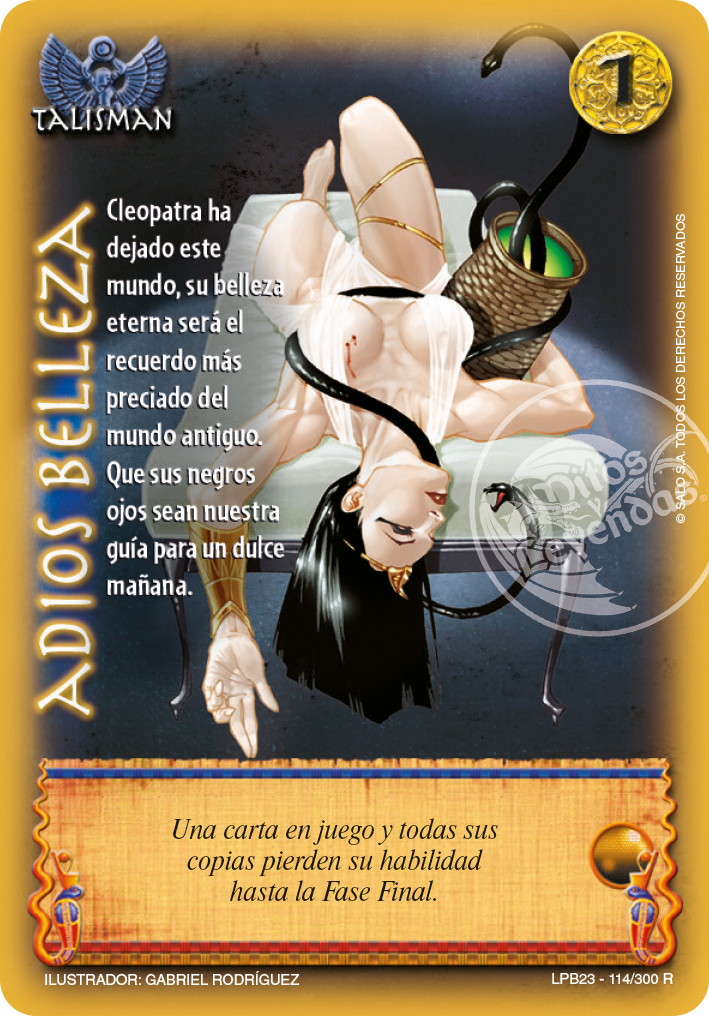 TALISMAN
1
ADIOS BELLEZA
Cleopatra ha
dejado este
mundo, su belleza
eterna será el
recuerdo más
preciado del
mundo antiguo.
Que sus negros
ojos sean nuestra
guía para un dulce
mañana.
© SALO S.A. TODOS LOS DERECHOS RESERVADOS
Mitos
y
Leyendas®
Una carta en juego y todas sus
copias pierden su habilidad
hasta la Fase Final.
ILUSTRADOR: GABRIEL RODRÍGUEZ
LPB23 - 114/300 R